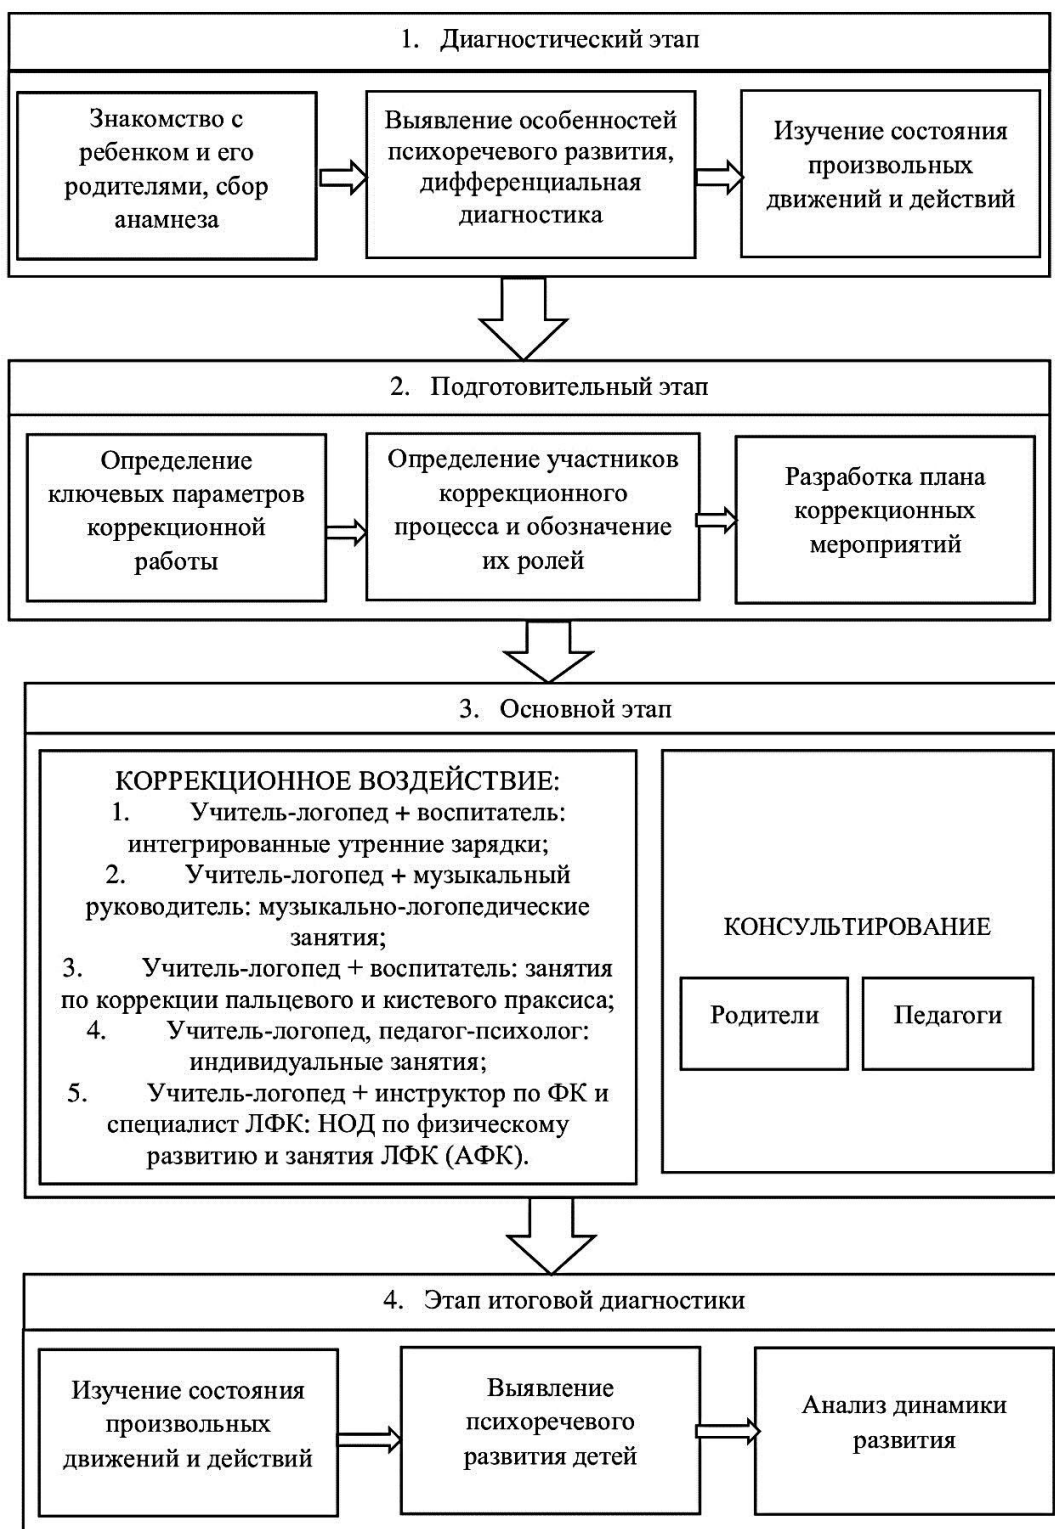 1. Диагностический этап
Знакомство с
ребенком и его
родителями, сбор
анамнеза
Выявление особенностей
психоречевого развития,
дифференциальная
диагностика
Изучение состояния
произвольных
движений и действий
2. Подготовительный этап
Определение
ключевых параметров
коррекционной
работы
Определение участников
коррекционного
процесса и обозначение
их ролей
Разработка плана
коррекционных
мероприятий
3. Основной этап
КОРРЕКЦИОННОЕ ВОЗДЕЙСТВИЕ:
1. Учитель-логопед + воспитатель:
интегрированные утренние зарядки;
2. Учитель-логопед + музыкальный
руководитель: музыкально-логопедические
занятия;
3. Учитель-логопед + воспитатель: занятия
по коррекции пальцевого и кистевого праксиса;
4. Учитель-логопед, педагог-психолог:
индивидуальные занятия;
5. Учитель-логопед + инструктор по ФК и
специалист ЛФК: НОД по физическому
развитию и занятия ЛФК (АФК).
КОНСУЛЬТИРОВАНИЕ
Родители
Педагоги
4. Этап итоговой диагностики
Изучение состояния
произвольных
движений и действий
Выявление
психоречевого
развития детей
Анализ динамики
развития